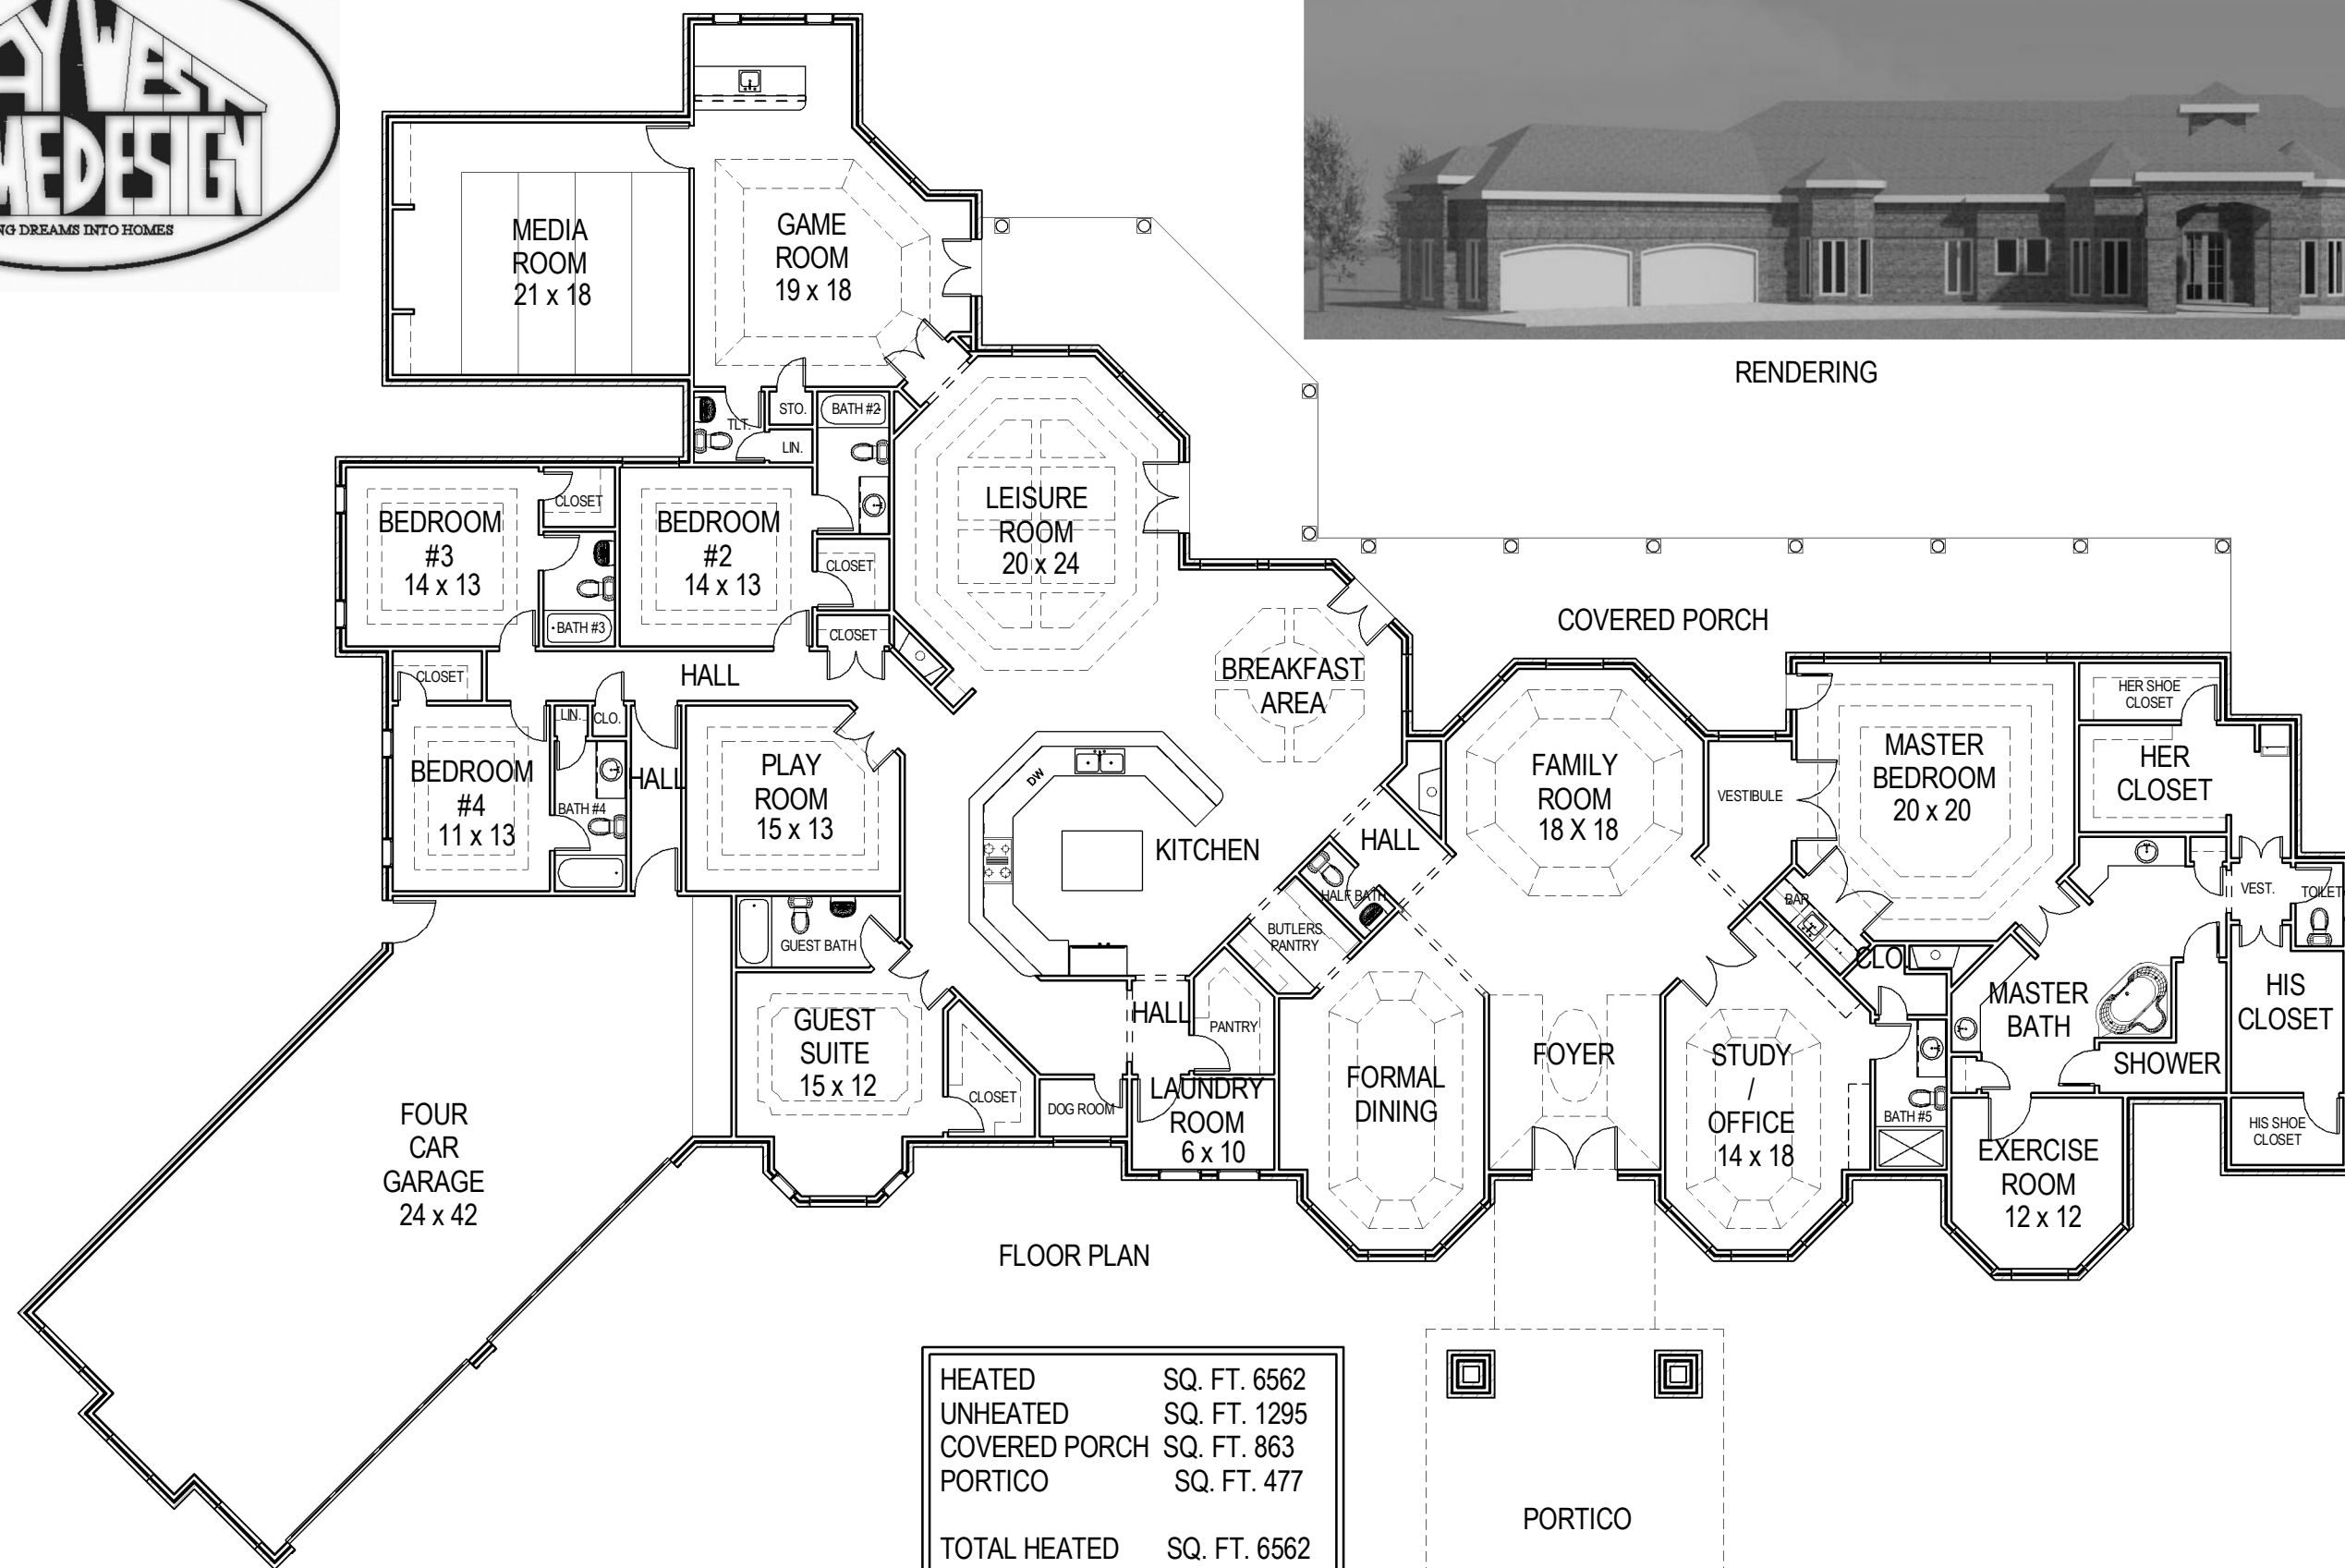 AY WEST
MEDESIGN
NG DREAMS INTO HOMES
RENDERING
MEDIA
ROOM
21 x 18
GAME
ROOM
19 x 18
STO.
BATH #2
TLT.
LIN.
LEISURE
ROOM
20 x 24
BEDROOM
#3
14 x 13
CLOSET
BATH #3
BEDROOM
#2
14 x 13
CLOSET
CLOSET
HALL
CLOSET
LIN.
CLO.
BEDROOM
#4
11 x 13
BATH #4
HALL
PLAY
ROOM
15 x 13
BREAKFAST
AREA
COVERED PORCH
DW
KITCHEN
HALL
HALF BATH
BUTLERS
PANTRY
FAMILY
ROOM
18 X 18
VESTIBULE
MASTER
BEDROOM
20 x 20
HER SHOE
CLOSET
HER
CLOSET
VEST.
TOILET
BAR
CLO.
MASTER
BATH
HIS
CLOSET
SHOWER
HIS SHOE
CLOSET
GUEST BATH
GUEST
SUITE
15 x 12
CLOSET
DOG ROOM
HALL
PANTRY
LAUNDRY
ROOM
6 x 10
FORMAL
DINING
FOYER
STUDY
/
OFFICE
14 x 18
BATH #5
EXERCISE
ROOM
12 x 12
FOUR
CAR
GARAGE
24 x 42
FLOOR PLAN
HEATED SQ. FT. 6562
UNHEATED SQ. FT. 1295
COVERED PORCH SQ. FT. 863
PORTICO SQ. FT. 477
TOTAL HEATED SQ. FT. 6562
PORTICO